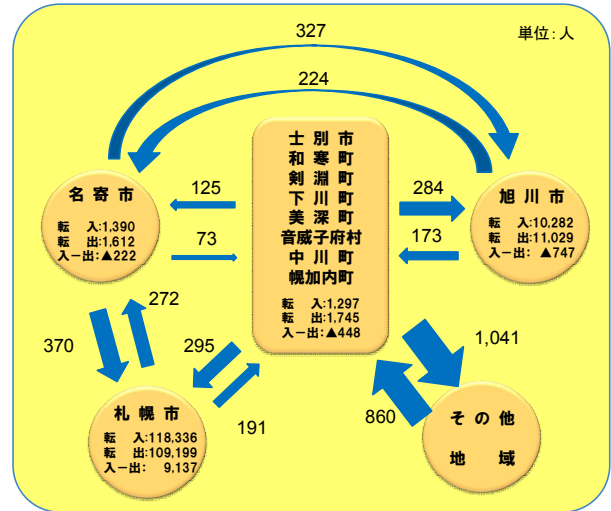 327
単位：人
224
士別市
和寒町
剣淵町
下川町
美深町
音威子府村
中川町
幌加内町
転　入：1,297
転　出：1,745
入－出：▲448
名寄市
転　入：1,390
転　出：1,612
入－出：▲222
125
73
284
173
旭川市
転　入：10,282
転　出：11,029
入－出：▲747
272
370
295
191
1,041
860
札幌市
転　入：118,336
転　出：109,199
入－出：　9,137
その他
地　域